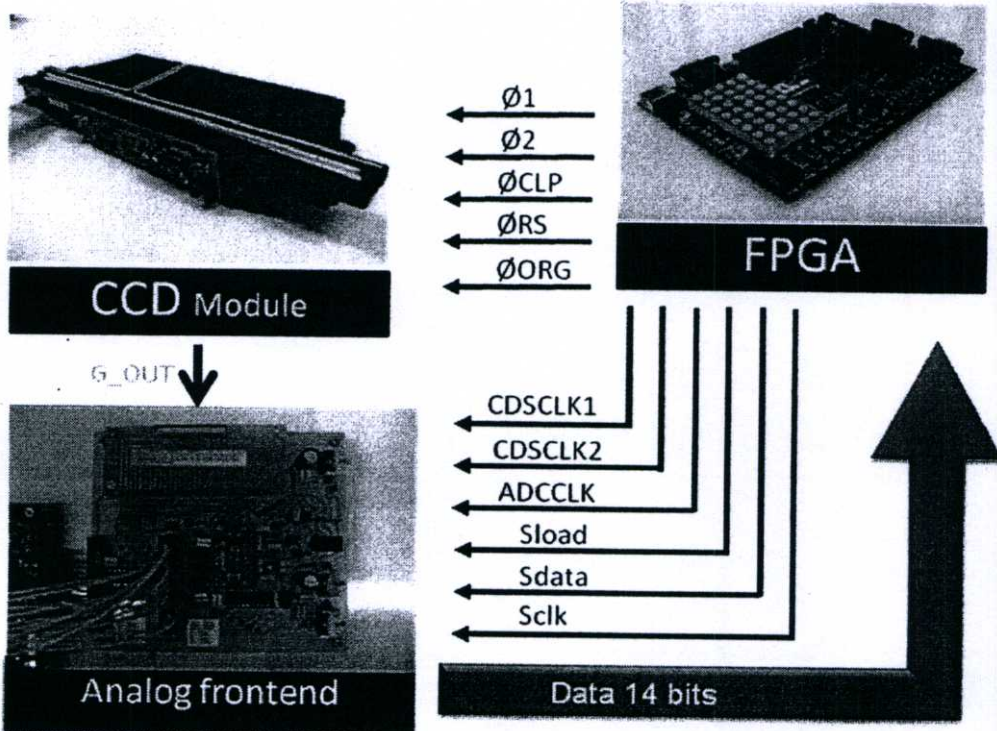 Ø1
Ø2
ØCLP
ØRS
ØORG
FPGA
CCD Module
G_OUT
CDSCLK1
CDSCLK2
ADCCLK
Sload
Sdata
Sclk
Analog frontend
Data 14 bits